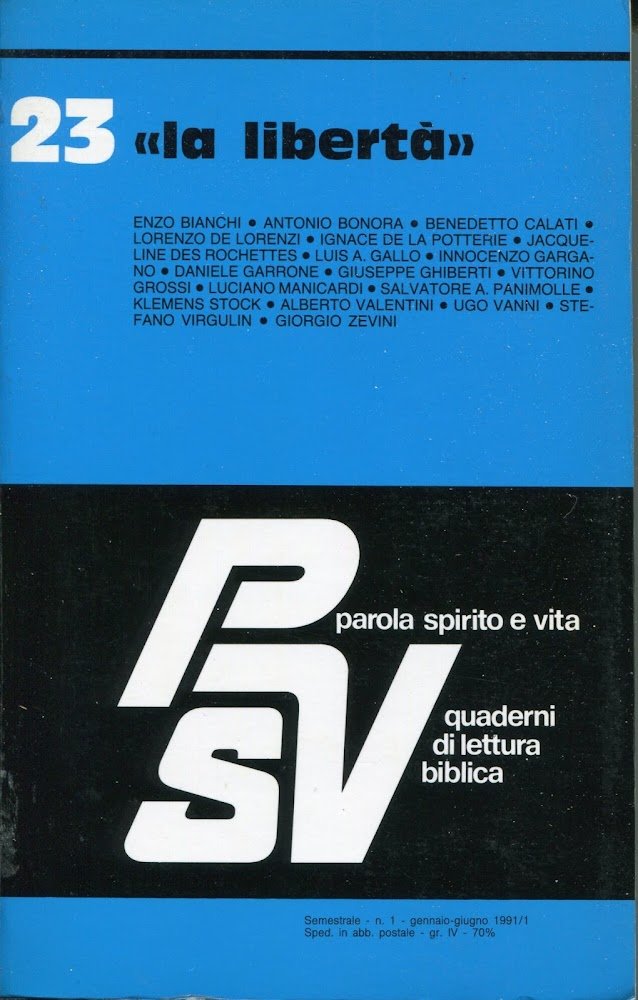 23 «la libertà»
ENZO BIANCHI • ANTONIO BONORA • BENEDETTO CALATI •
LORENZO DE LORENZI • IGNACE DE LA POTTERIE • JACQUE-
LINE DES ROCHETTES • LUIS A. GALLO • INNOCENZO GARGA-
NO • DANIELE GARRONE • GIUSEPPE GHIBERTI • VITTORINO
GROSSI • LUCIANO MANICARDI • SALVATORE A. PANIMOLLE •
KLEMENS STOCK • ALBERTO VALENTINI • UGO VANNI • STE-
FANO VIRGULIN • GIORGIO ZEVINI
PSV
parola spirito e vita
quaderni
di lettura
biblica
Semestrale - n. 1 - gennaio-giugno 1991/1
Sped. in abb. postale - gr. IV - 70%